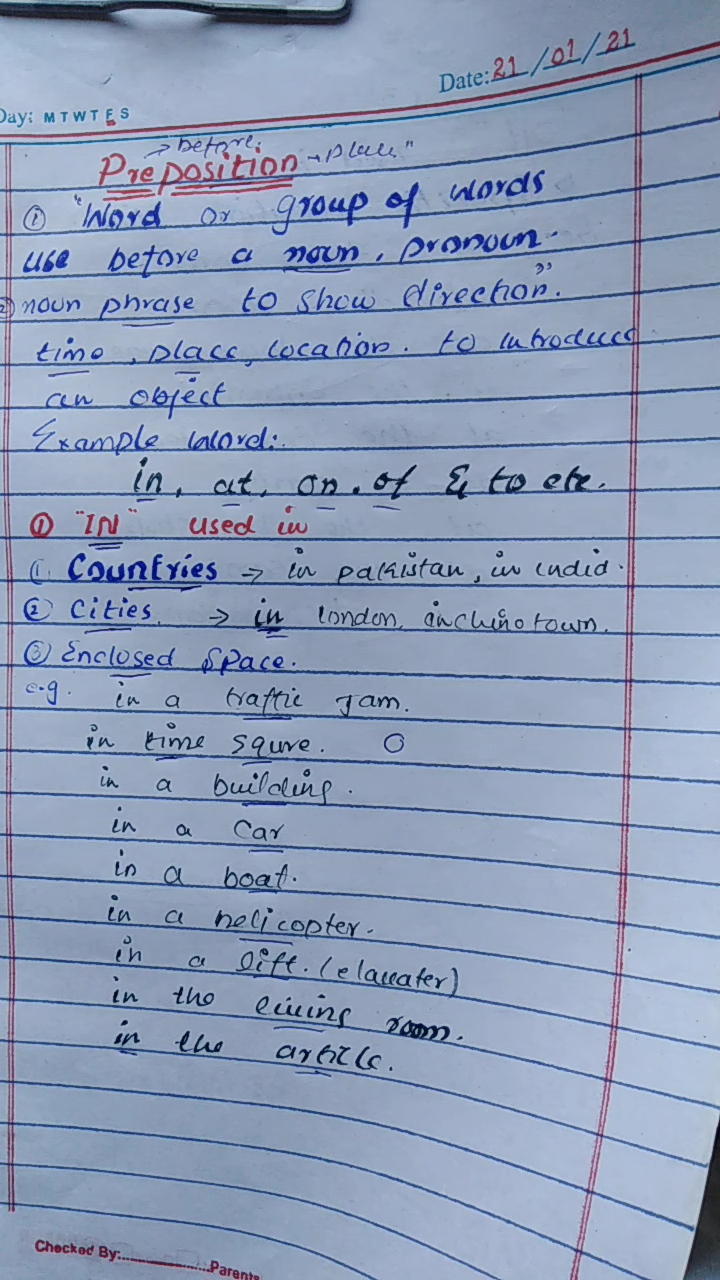 Date: 21/01/21
Day: M T W T F S
→ before. → place"
Preposition
① "Word or group of words
use before a noun, pronoun.
② noun phrase to show direction."
time, place, location. to introduce
an object
Example Word:.
in, at, on. of & to etc.
① "IN" used in
①. Countries → in pakistan, in india.
② Cities. → in london, in chinotown.
③ Enclosed Space.
e.g. in a traffic jam.
in time squre. O
in a building.
in a car
in a boat.
in a helicopter.
in a lift. (elauater)
in the living room.
in the article.
Checked By:..................Parents